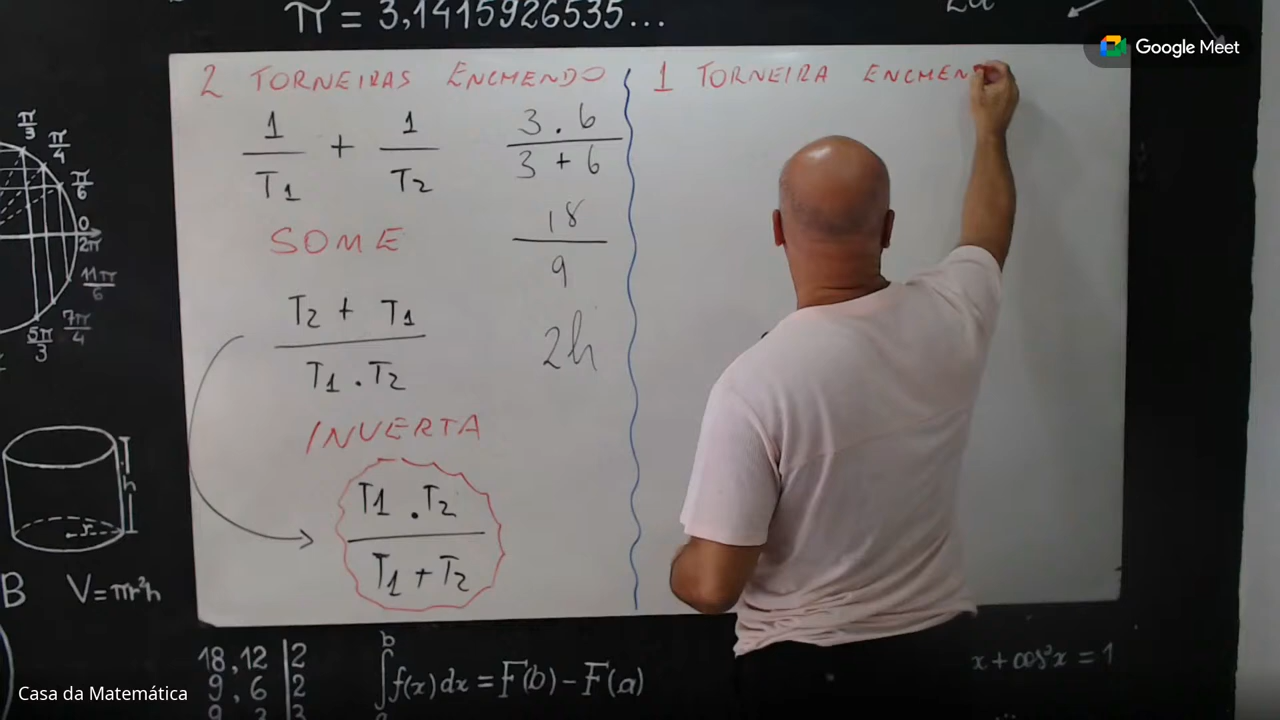 π = 3,1415926535...
Google Meet
2 TORNEIRAS ENCHENDO
1/T1 + 1/T2
SOME
T2 + T1 / T1 . T2
INVERTA
T1 . T2 / T1 + T2
3 . 6 / 3 + 6
18 / 9
2h
1 TORNEIRA ENCHEN
π/3
π/4
π/6
0
2π
11π/6
7π/4
5π/3
h
r
B V=πr²h
18,12 | 2
9,6 | 2
∫ b f(x)dx = F(b) - F(a)
x + cos²x = 1
Casa da Matemática